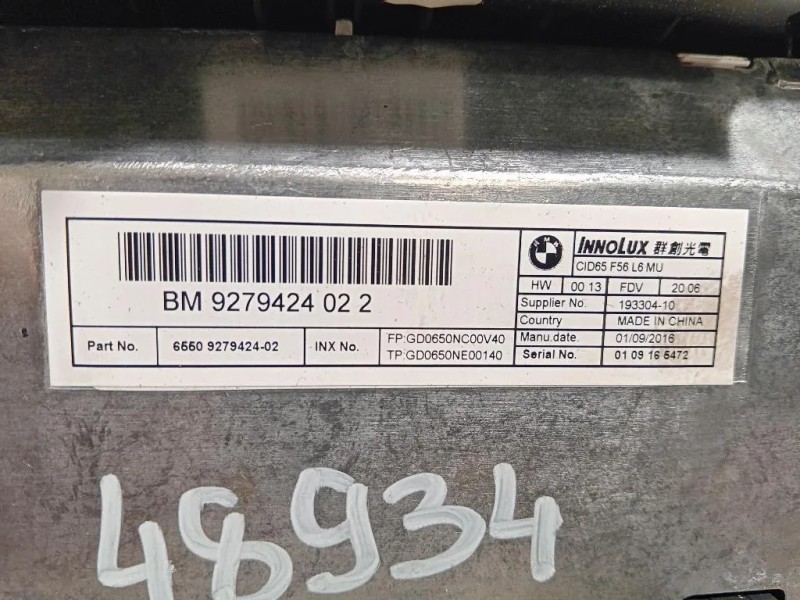 BM 9279424 02 2
Part No.
6550 9279424-02
INX No.
FP:GD0650NC00V40
TP:GD0650NE00140
BMW
INNOLUX 群創光電
CID65 F56 L6 MU
HW 00 13 FDV 20 06
Supplier No. 193304-10
Country MADE IN CHINA
Manu.date. 01/09/2016
Serial No. 01 09 16 5472
48934